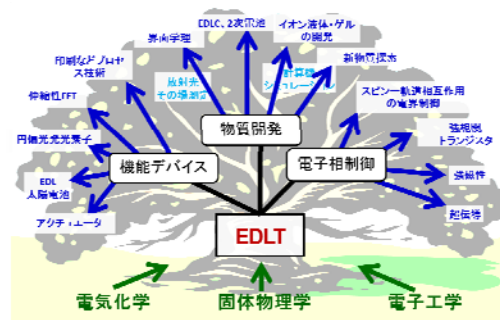 界面学理
EDLC、2次電池
イオン液体・ゲル
の開発
印刷などプロセ
ス技術
放射光
その場測定
計算機
シミュレーション
新物質探索
伸縮性TFT
物質開発
スピン－軌道相互作用
の電界制御
円偏光発光素子
機能デバイス
電子相制御
強相関
トランジスタ
EDL
太陽電池
強磁性
アクチュエータ
EDLT
超伝導
電気化学
固体物理学
電子工学